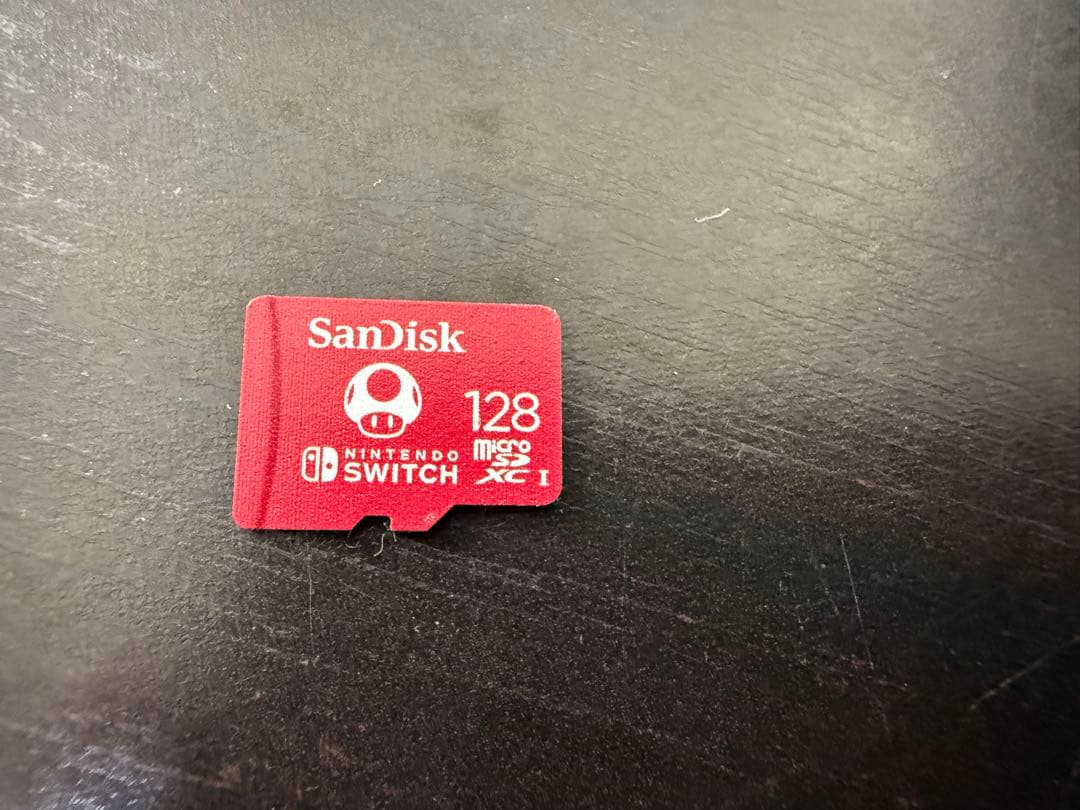 SanDisk
128
NINTENDO
SWITCH
micro
SD
XC I